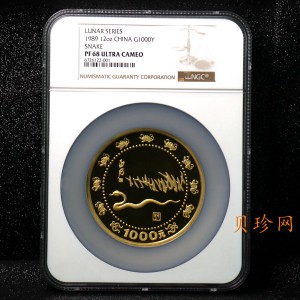 LUNAR SERIES
1989 12oz CHINA G1000Y
SNAKE
PF 68 ULTRA CAMEO
NUMISMATIC GUARANTY CORPORATION
NGC
1000元
贝珍网